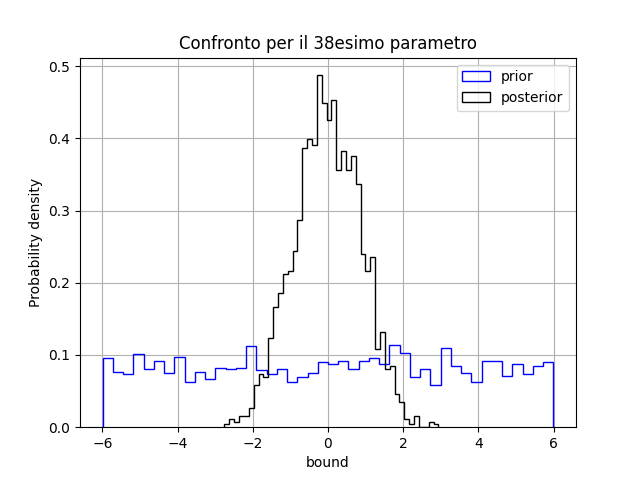 Confronto per il 38esimo parametro
prior
posterior
Probability density
0.5
0.4
0.3
0.2
0.1
0.0
−6
−4
−2
0
2
4
6
bound